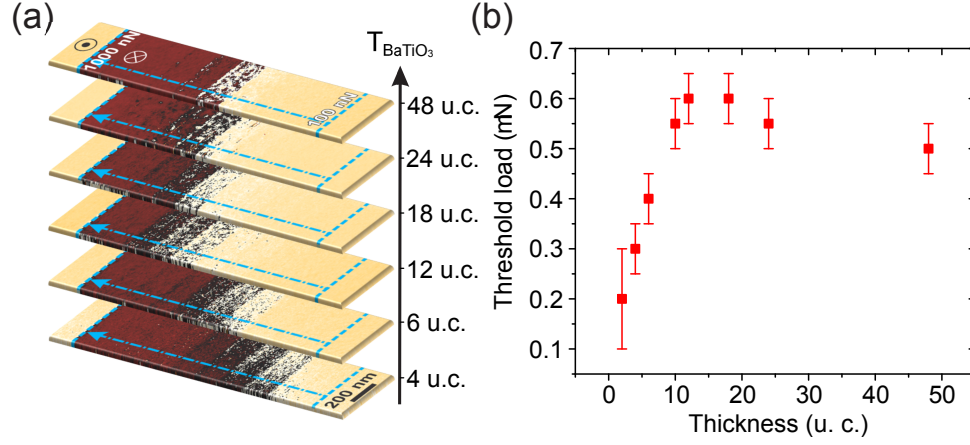 (a)
1000 nN
100 nN
T BaTiO₃
48 u.c.
24 u.c.
18 u.c.
12 u.c.
6 u.c.
4 u.c.
200 nm
(b)
Threshold load (mN)
0.7
0.6
0.5
0.4
0.3
0.2
0.1
0 10 20 30 40 50
Thickness (u. c.)